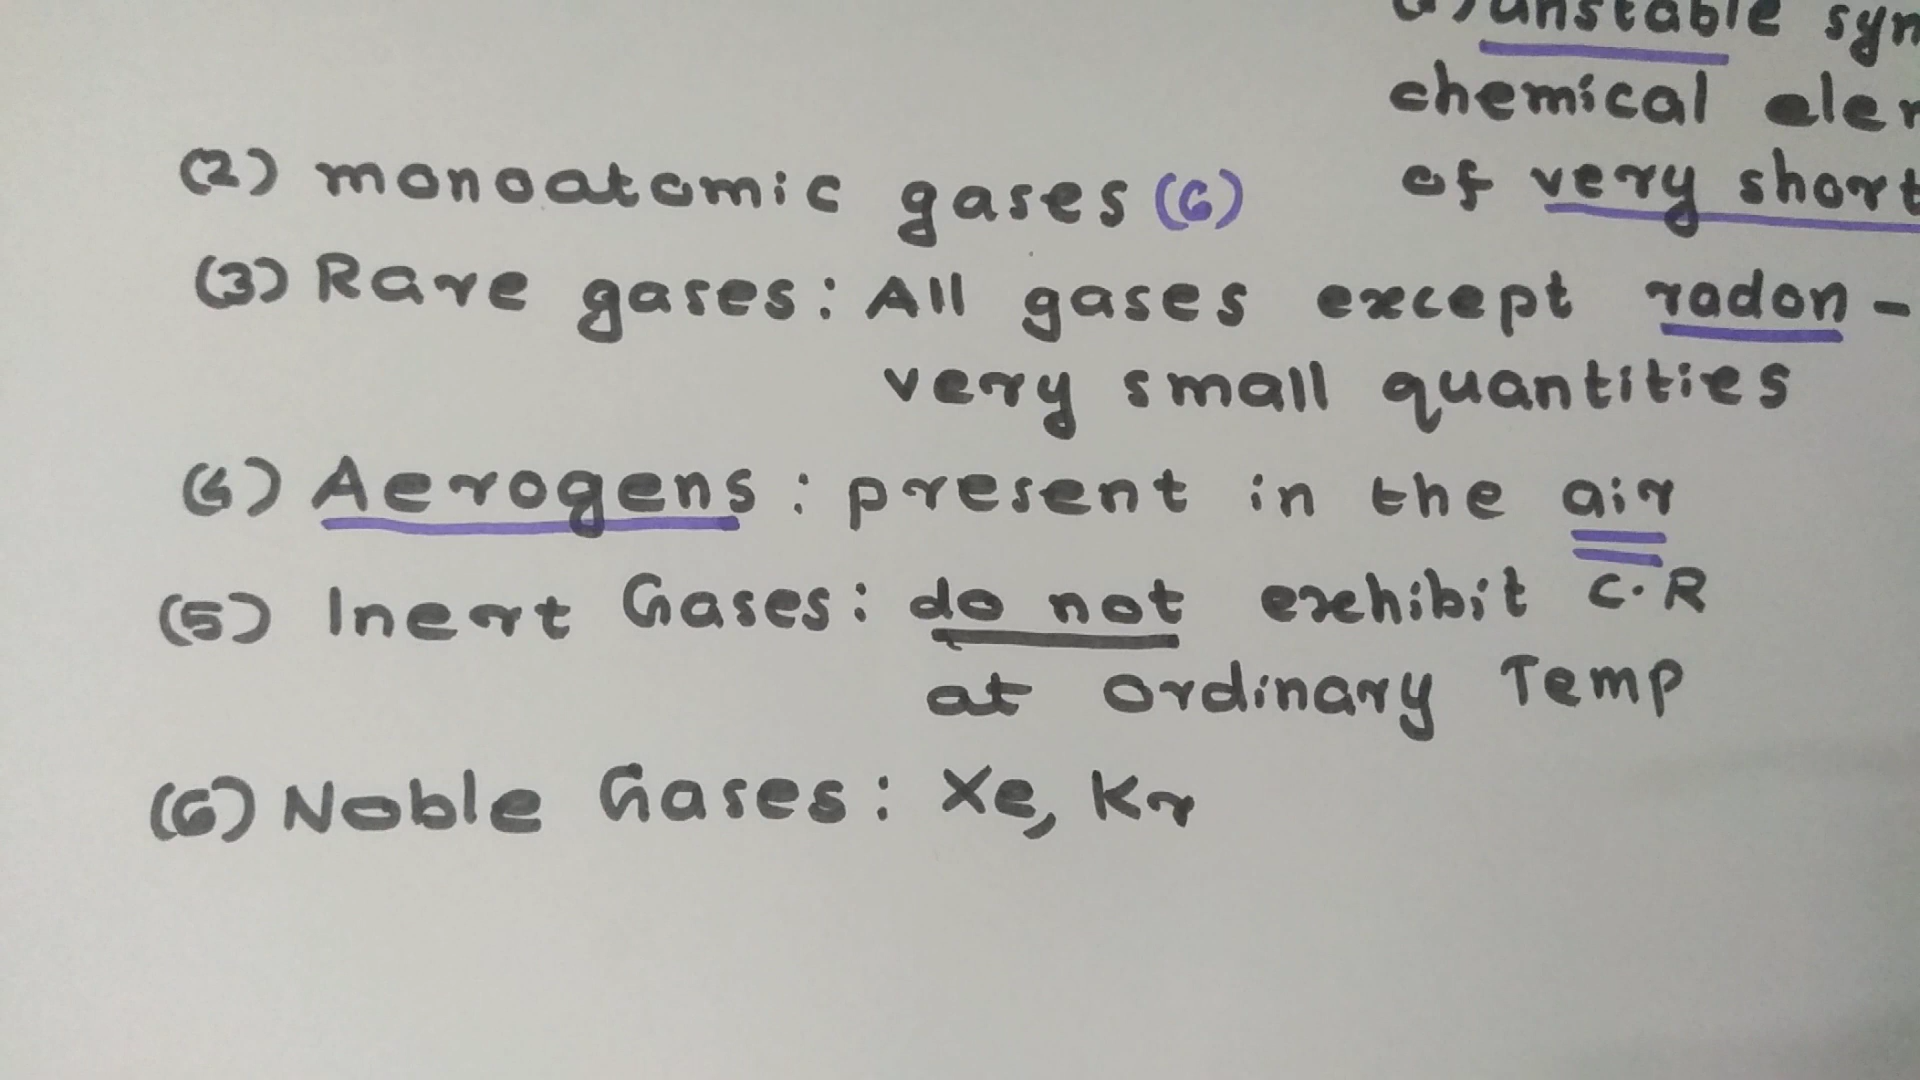 unstable
chemical
of very short
(2) monoatomic gases (6)
(3) Rare gases: All gases except radon -
very small quantities
(4) Aerogens: present in the air
(5) Inert Gases: do not exhibit C.R
at ordinary Temp
(6) Noble Gases: Xe, Kr